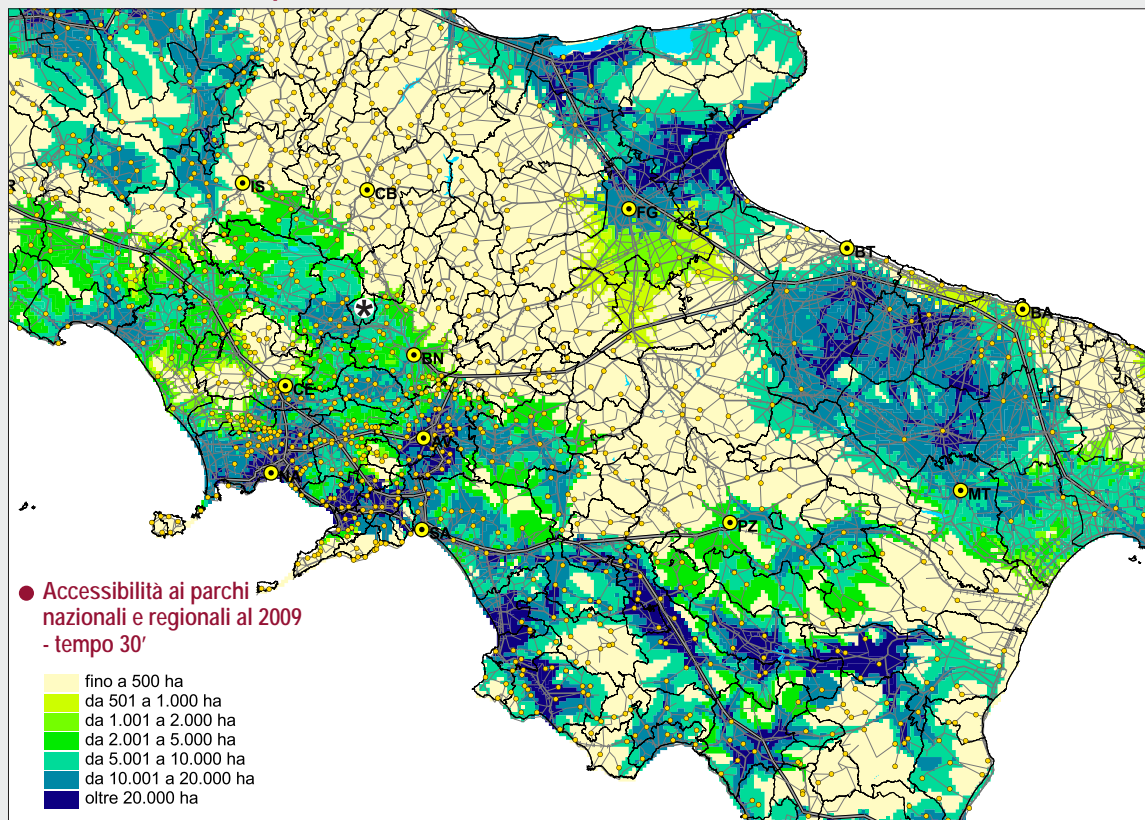 IS
CB
FG
BT
BA
BN
CE
AV
NA
MT
PZ
SA
● Accessibilità ai parchi
nazionali e regionali al 2009
- tempo 30′
fino a 500 ha
da 501 a 1.000 ha
da 1.001 a 2.000 ha
da 2.001 a 5.000 ha
da 5.001 a 10.000 ha
da 10.001 a 20.000 ha
oltre 20.000 ha